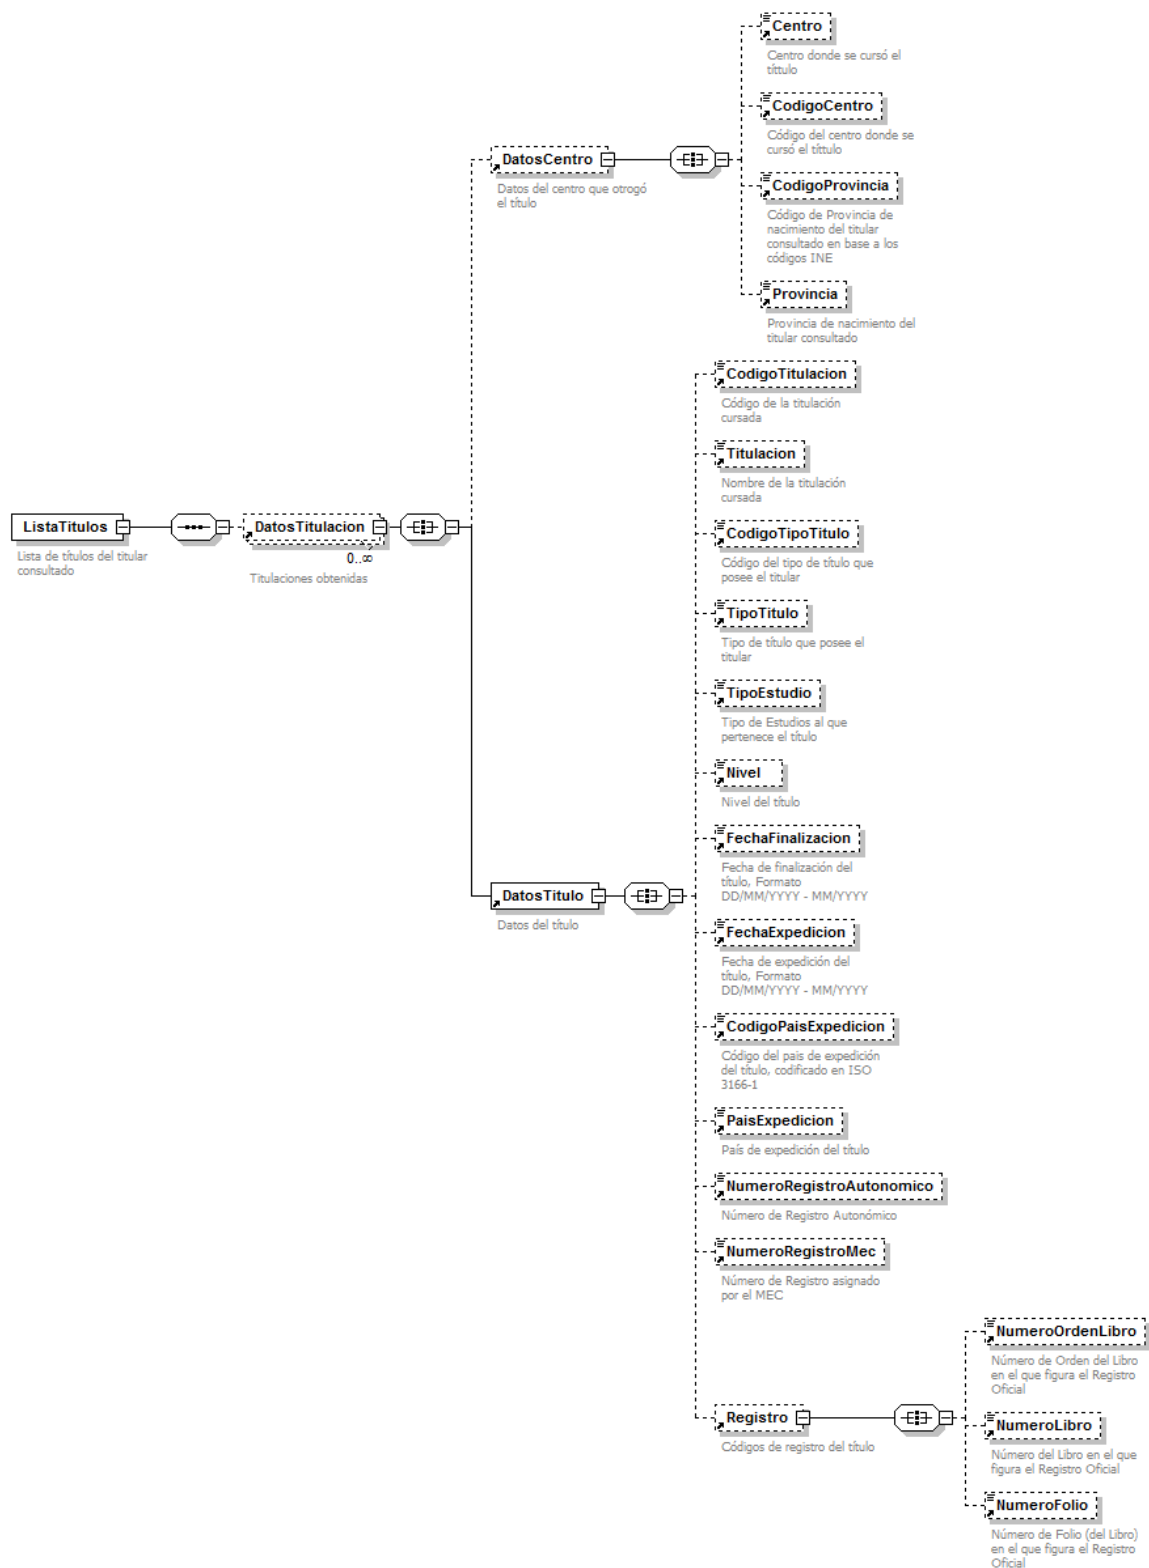 Centro
Centro donde se cursó el
títtulo
CodigoCentro
Código del centro donde se
cursó el títtulo
DatosCentro
Datos del centro que otrogó
el título
CodigoProvincia
Código de Provincia de
nacimiento del titular
consultado en base a los
códigos INE
Provincia
Provincia de nacimiento del
titular consultado
ListaTitulos
Lista de títulos del titular
consultado
DatosTitulacion
0..∞
Titulaciones obtenidas
CodigoTitulacion
Código de la titulación
cursada
Titulacion
Nombre de la titulación
cursada
CodigoTipoTitulo
Código del tipo de título que
posee el titular
TipoTitulo
Tipo de título que posee el
titular
TipoEstudio
Tipo de Estudios al que
pertenece el título
Nivel
Nivel del título
FechaFinalizacion
Fecha de finalización del
título, Formato
DD/MM/YYYY - MM/YYYY
DatosTitulo
Datos del título
FechaExpedicion
Fecha de expedición del
título, Formato
DD/MM/YYYY - MM/YYYY
CodigoPaisExpedicion
Código del pais de expedición
del título, codificado en ISO
3166-1
PaisExpedicion
País de expedición del título
NumeroRegistroAutonomico
Número de Registro Autonómico
NumeroRegistroMec
Número de Registro asignado
por el MEC
Registro
Códigos de registro del título
NumeroOrdenLibro
Número de Orden del Libro
en el que figura el Registro
Oficial
NumeroLibro
Número del Libro en el que
figura el Registro Oficial
NumeroFolio
Número de Folio (del Libro)
en el que figura el Registro
Oficial